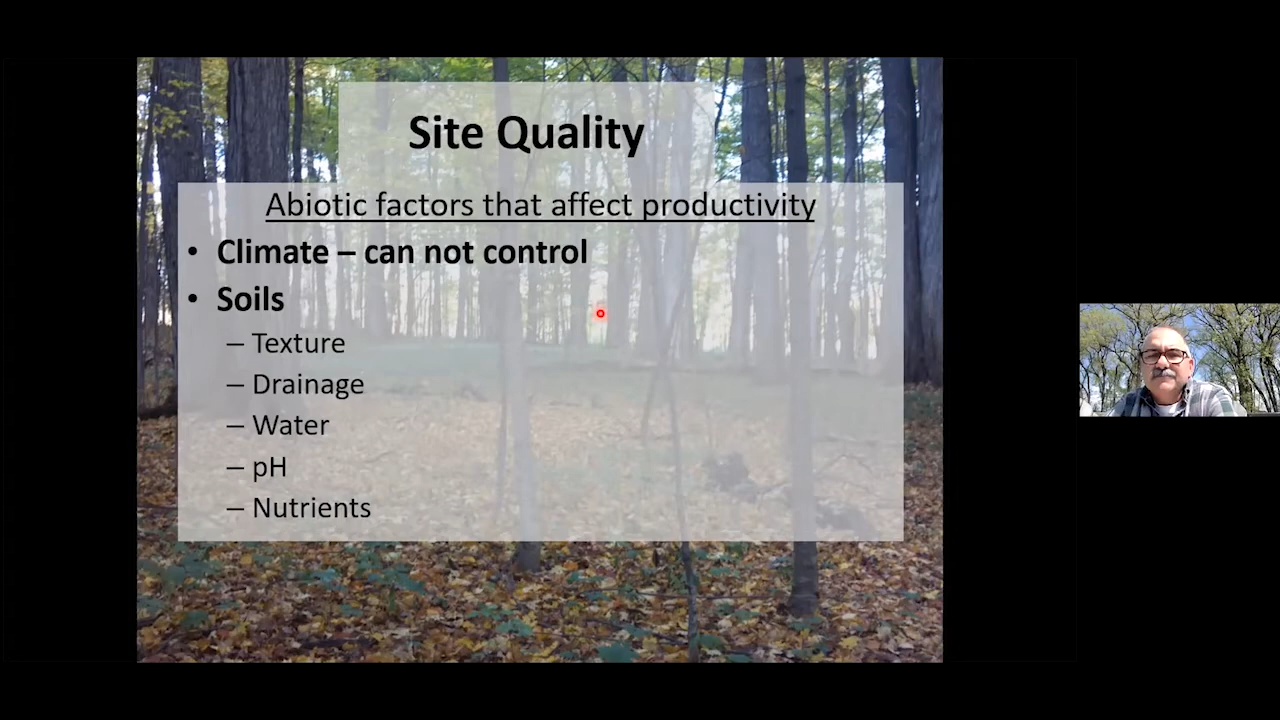 Site Quality
Abiotic factors that affect productivity
• Climate – can not control
• Soils
– Texture
– Drainage
– Water
– pH
– Nutrients